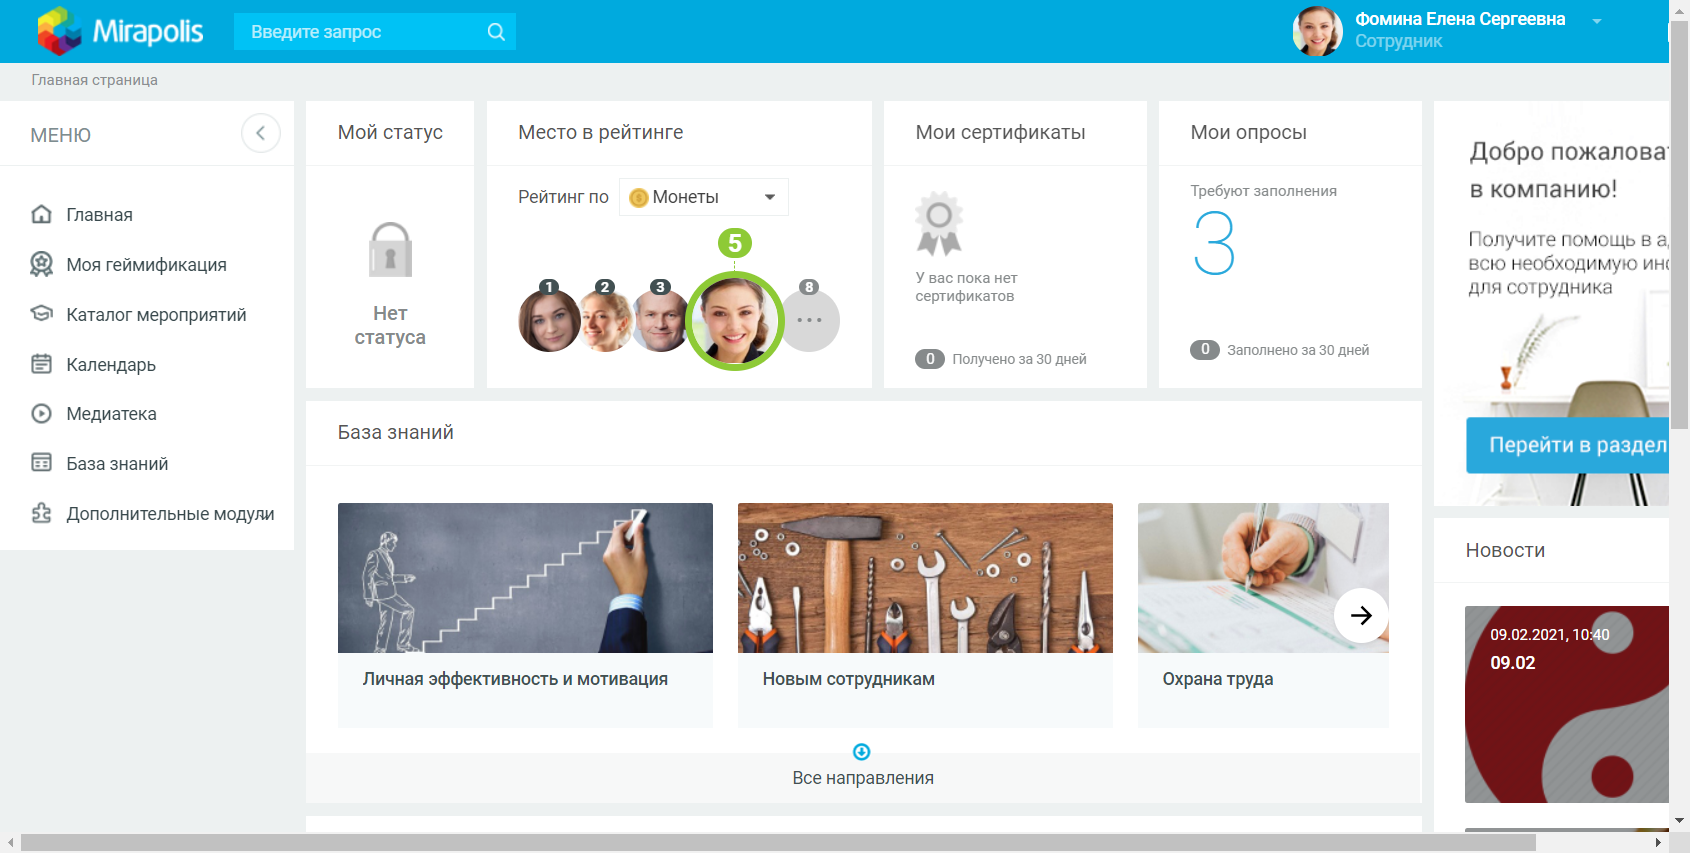 Mirapolis
Введите запрос
Фомина Елена Сергеевна
Сотрудник
Главная страница
МЕНЮ
Главная
Моя геймификация
Каталог мероприятий
Календарь
Медиатека
База знаний
Дополнительные модули
Мой статус
Нет
статуса
Место в рейтинге
Рейтинг по
Монеты
5
1
2
3
8
Мои сертификаты
У вас пока нет
сертификатов
0 Получено за 30 дней
Мои опросы
Требуют заполнения
3
0 Заполнено за 30 дней
Добро пожалова
в компанию!
Получите помощь в а
всю необходимую ин
для сотрудника
Перейти в раздел
База знаний
Личная эффективность и мотивация
Новым сотрудникам
Охрана труда
Все направления
Новости
09.02.2021, 10:40
09.02